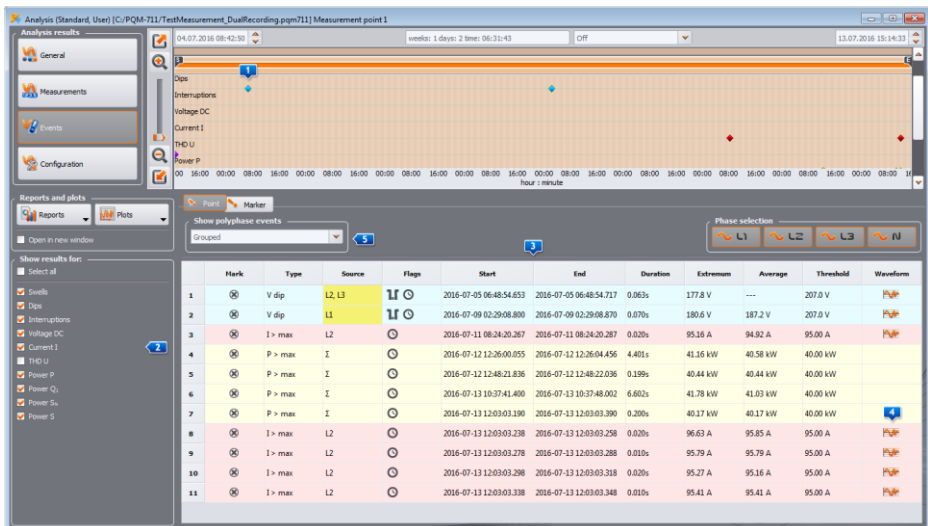 Analysis (Standard, User) [C:/PQM-711/TestMeasurement_DualRecording.pqm711] Measurement point 1
Analysis results
General
Measurements
Events
Configuration
04.07.2016 08:42:50
weeks: 1 days: 2 time: 06:31:43
Off
13.07.2016 15:14:33
S
E
1
Dips
Interruptions
Voltage DC
Current I
THD U
Power P
00 16:00 00:00 08:00 16:00 00:00 08:00 16:00 00:00 08:00 16:00 00:00 08:00 16:00 00:00 08:00 16:00 00:00 08:00 16:00 00:00 08:00 16:00 00:00 08:00 16:00 00:00 08:00 16
hour : minute
Reports and plots
Reports
Plots
Open in new window
Show results for:
Select all
Swells
Dips
Interruptions
Voltage DC
Current I
2
THD U
Power P
Power Q₁
Power Sₙ
Power S
Point
Marker
Show polyphase events
Grouped
5
3
Phase selection
L1 L2 L3 N
Mark Type Source Flags Start End Duration Extremum Average Threshold Waveform
1 V dip L2, L3 2016-07-05 06:48:54.653 2016-07-05 06:48:54.717 0.063s 177.8 V --- 207.0 V
2 V dip L1 2016-07-09 02:29:08.800 2016-07-09 02:29:08.870 0.070s 180.6 V 187.2 V 207.0 V
3 I > max L2 2016-07-11 08:24:20.267 2016-07-11 08:24:20.287 0.020s 95.16 A 94.92 A 95.00 A
4 P > max Σ 2016-07-12 12:26:00.055 2016-07-12 12:26:04.456 4.401s 41.16 kW 40.58 kW 40.00 kW
5 P > max Σ 2016-07-12 12:48:21.836 2016-07-12 12:48:22.036 0.199s 40.44 kW 40.44 kW 40.00 kW
6 P > max Σ 2016-07-13 10:37:41.400 2016-07-13 10:37:48.002 6.602s 41.78 kW 41.03 kW 40.00 kW
7 P > max Σ 2016-07-13 12:03:03.190 2016-07-13 12:03:03.390 0.200s 40.17 kW 40.17 kW 40.00 kW 4
8 I > max L2 2016-07-13 12:03:03.238 2016-07-13 12:03:03.258 0.020s 96.63 A 95.85 A 95.00 A
9 I > max L2 2016-07-13 12:03:03.278 2016-07-13 12:03:03.288 0.010s 95.79 A 95.79 A 95.00 A
10 I > max L2 2016-07-13 12:03:03.298 2016-07-13 12:03:03.318 0.020s 95.27 A 95.16 A 95.00 A
11 I > max L2 2016-07-13 12:03:03.338 2016-07-13 12:03:03.348 0.010s 95.41 A 95.41 A 95.00 A